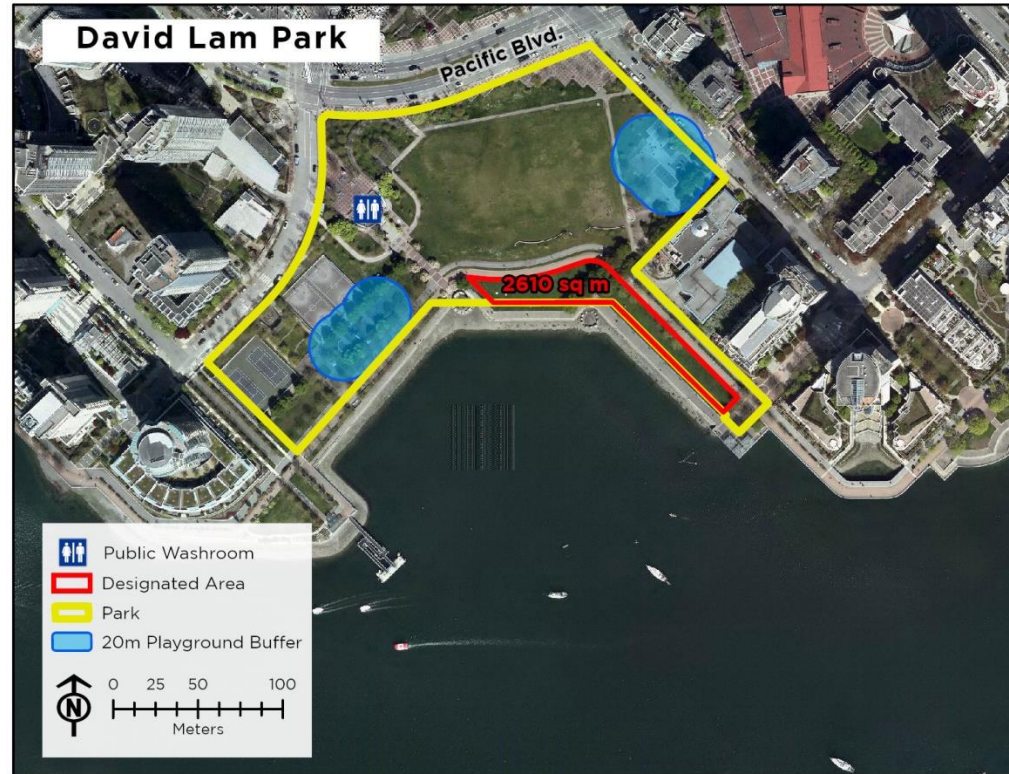 David Lam Park
Pacific Blvd.
2610 sq m
Public Washroom
Designated Area
Park
20m Playground Buffer
N
0 25 50 100
Meters